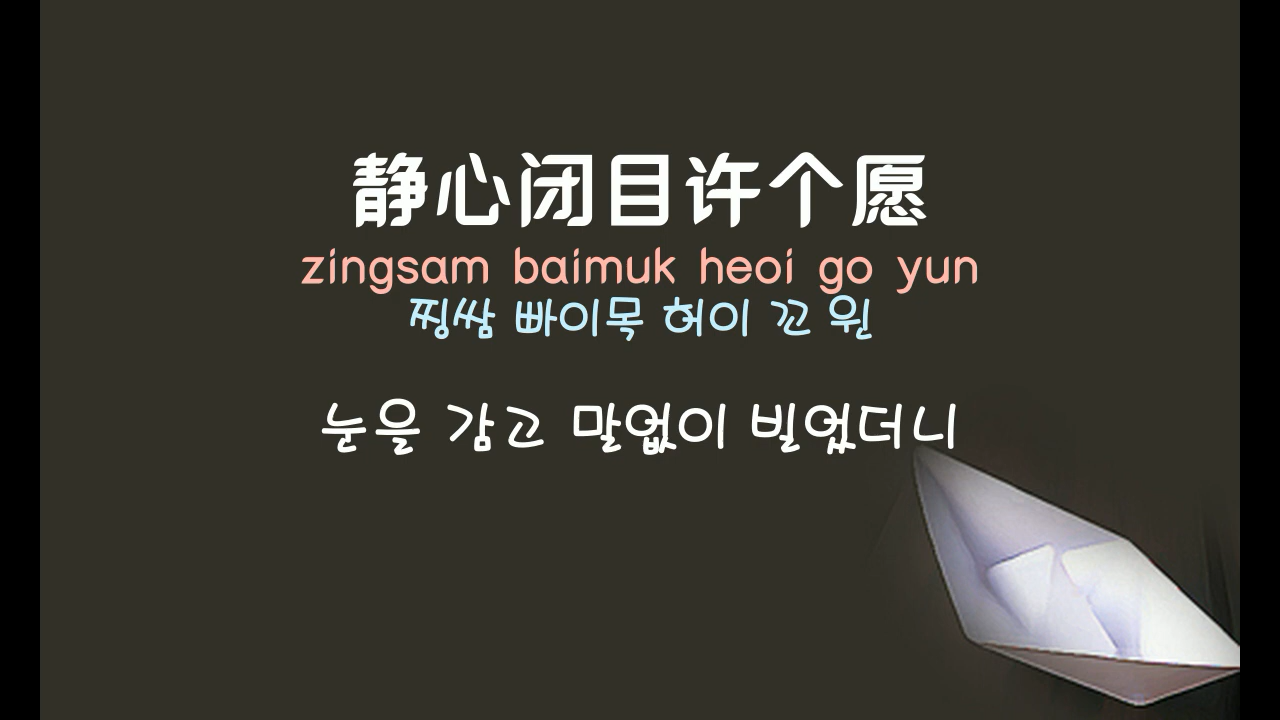 静心闭目许个愿
zingsam baimuk heoi go yun
찡쌈 빠이목 허이 꼬 윈
눈을 감고 말없이 빌었더니